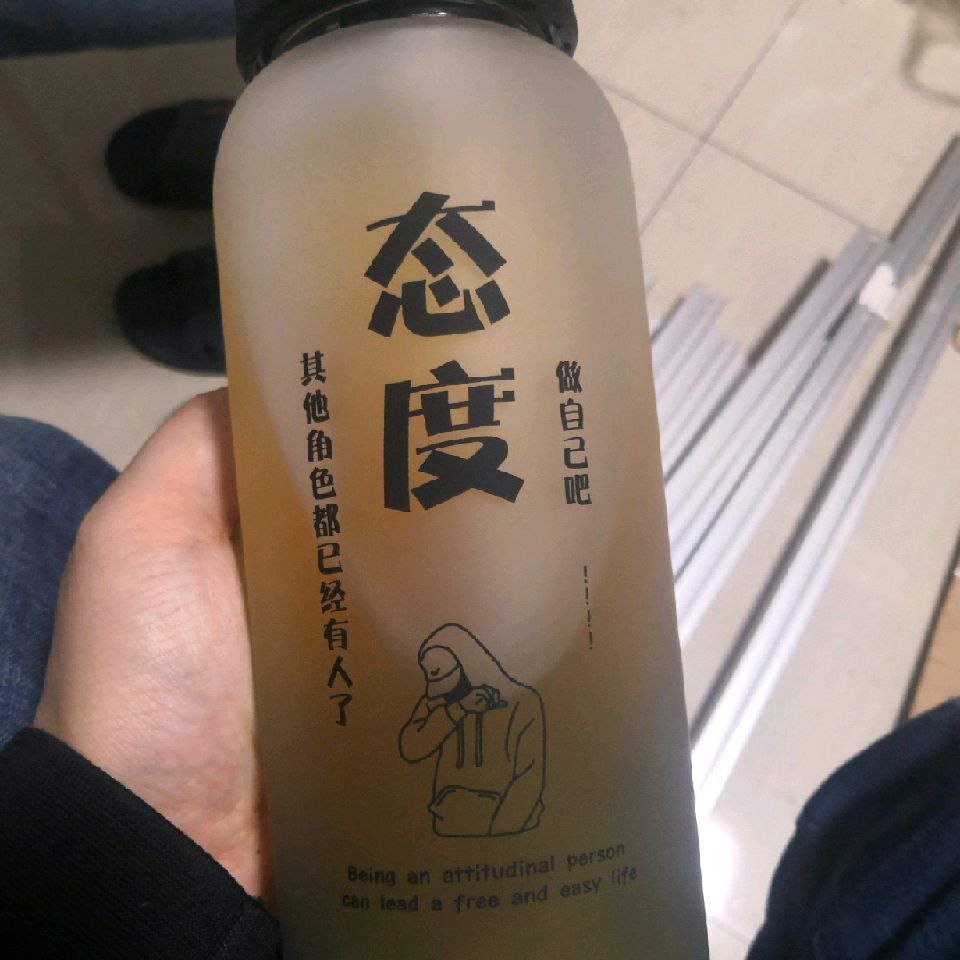 态度
做自己吧 !!!!
其他角色都已经有人了
Being an attitudinal person
can lead a free and easy life